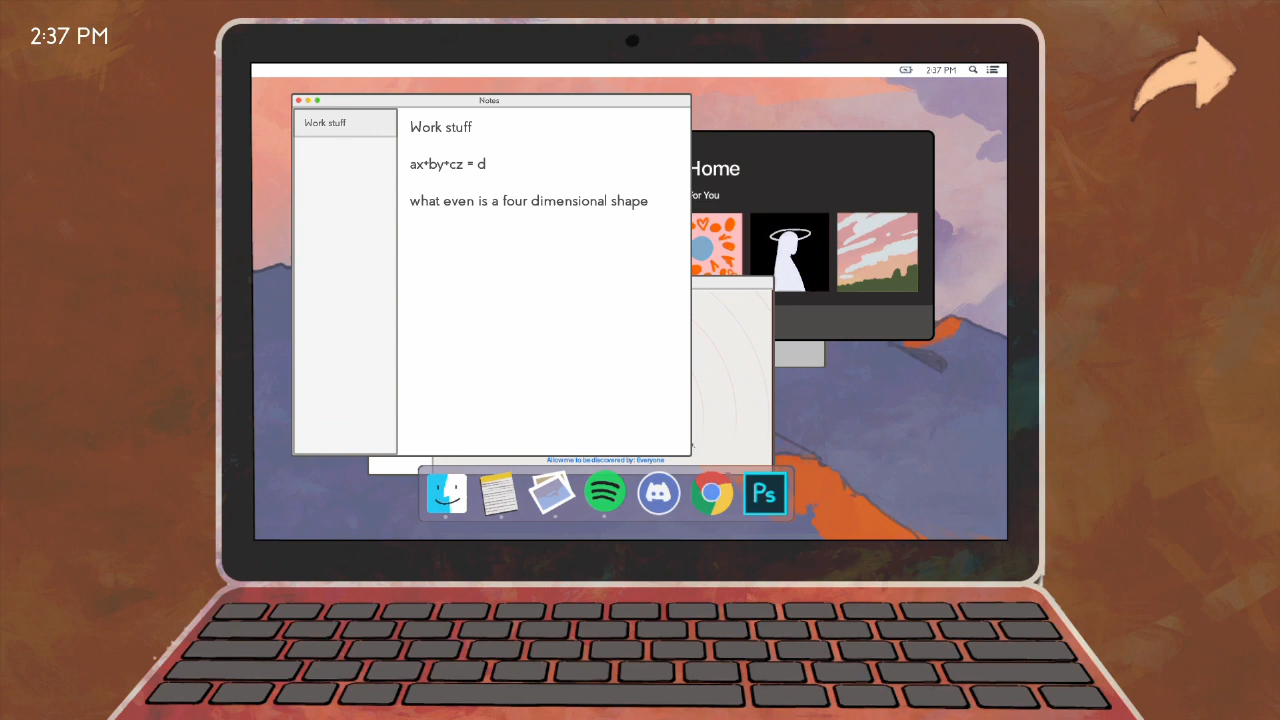 2:37 PM
2:37 PM
Notes
Work stuff
Work stuff
ax+by+cz = d
what even is a four dimensional shape
Home
For You
Allow me to be discovered by: Everyone
Ps